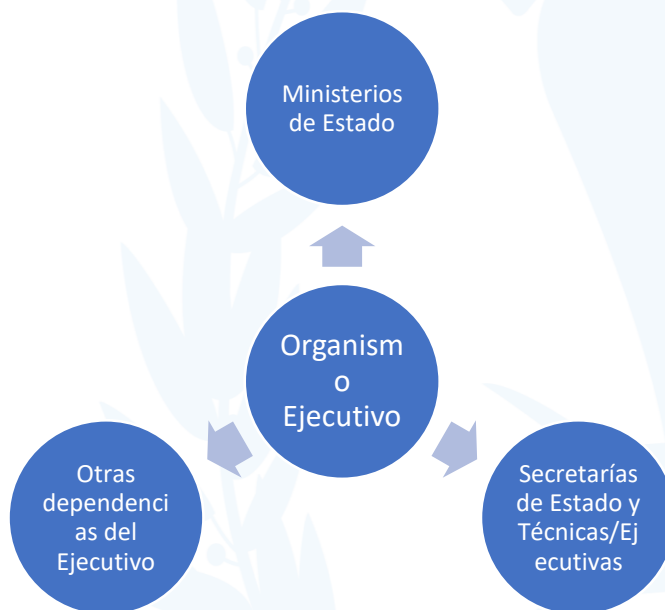 Ministerios
de Estado
Organism
o
Ejecutivo
Otras
dependenci
as del
Ejecutivo
Secretarías
de Estado y
Técnicas/Ej
ecutivas